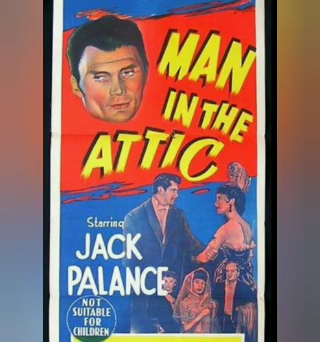 MAN
IN THE
ATTIC
Starring
JACK
PALANCE
NOT
SUITABLE
FOR
CHILDREN